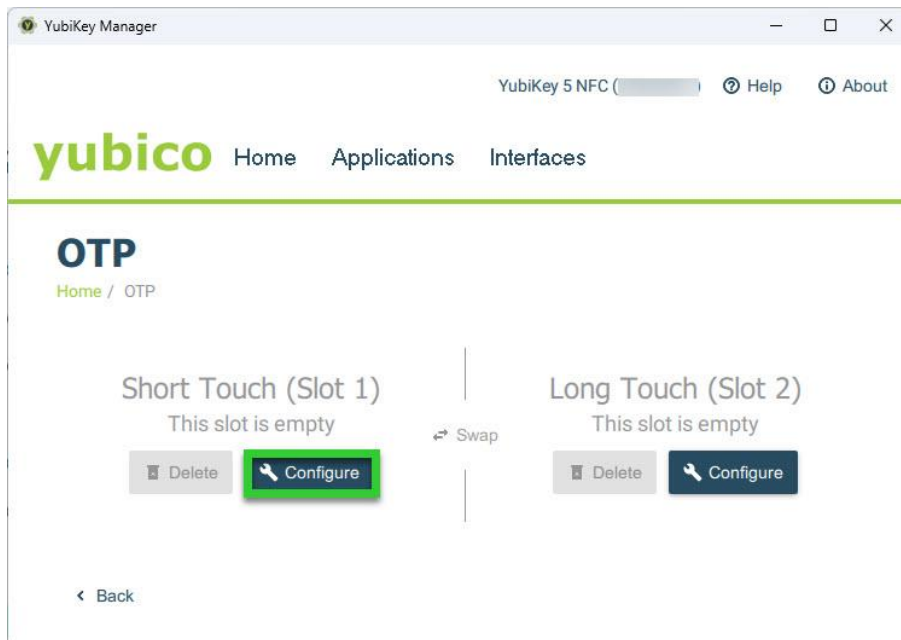 YubiKey Manager
YubiKey 5 NFC ( ) Help About
yubico Home Applications Interfaces
OTP
Home / OTP
Short Touch (Slot 1)
This slot is empty
Delete Configure
Swap
Long Touch (Slot 2)
This slot is empty
Delete Configure
Back